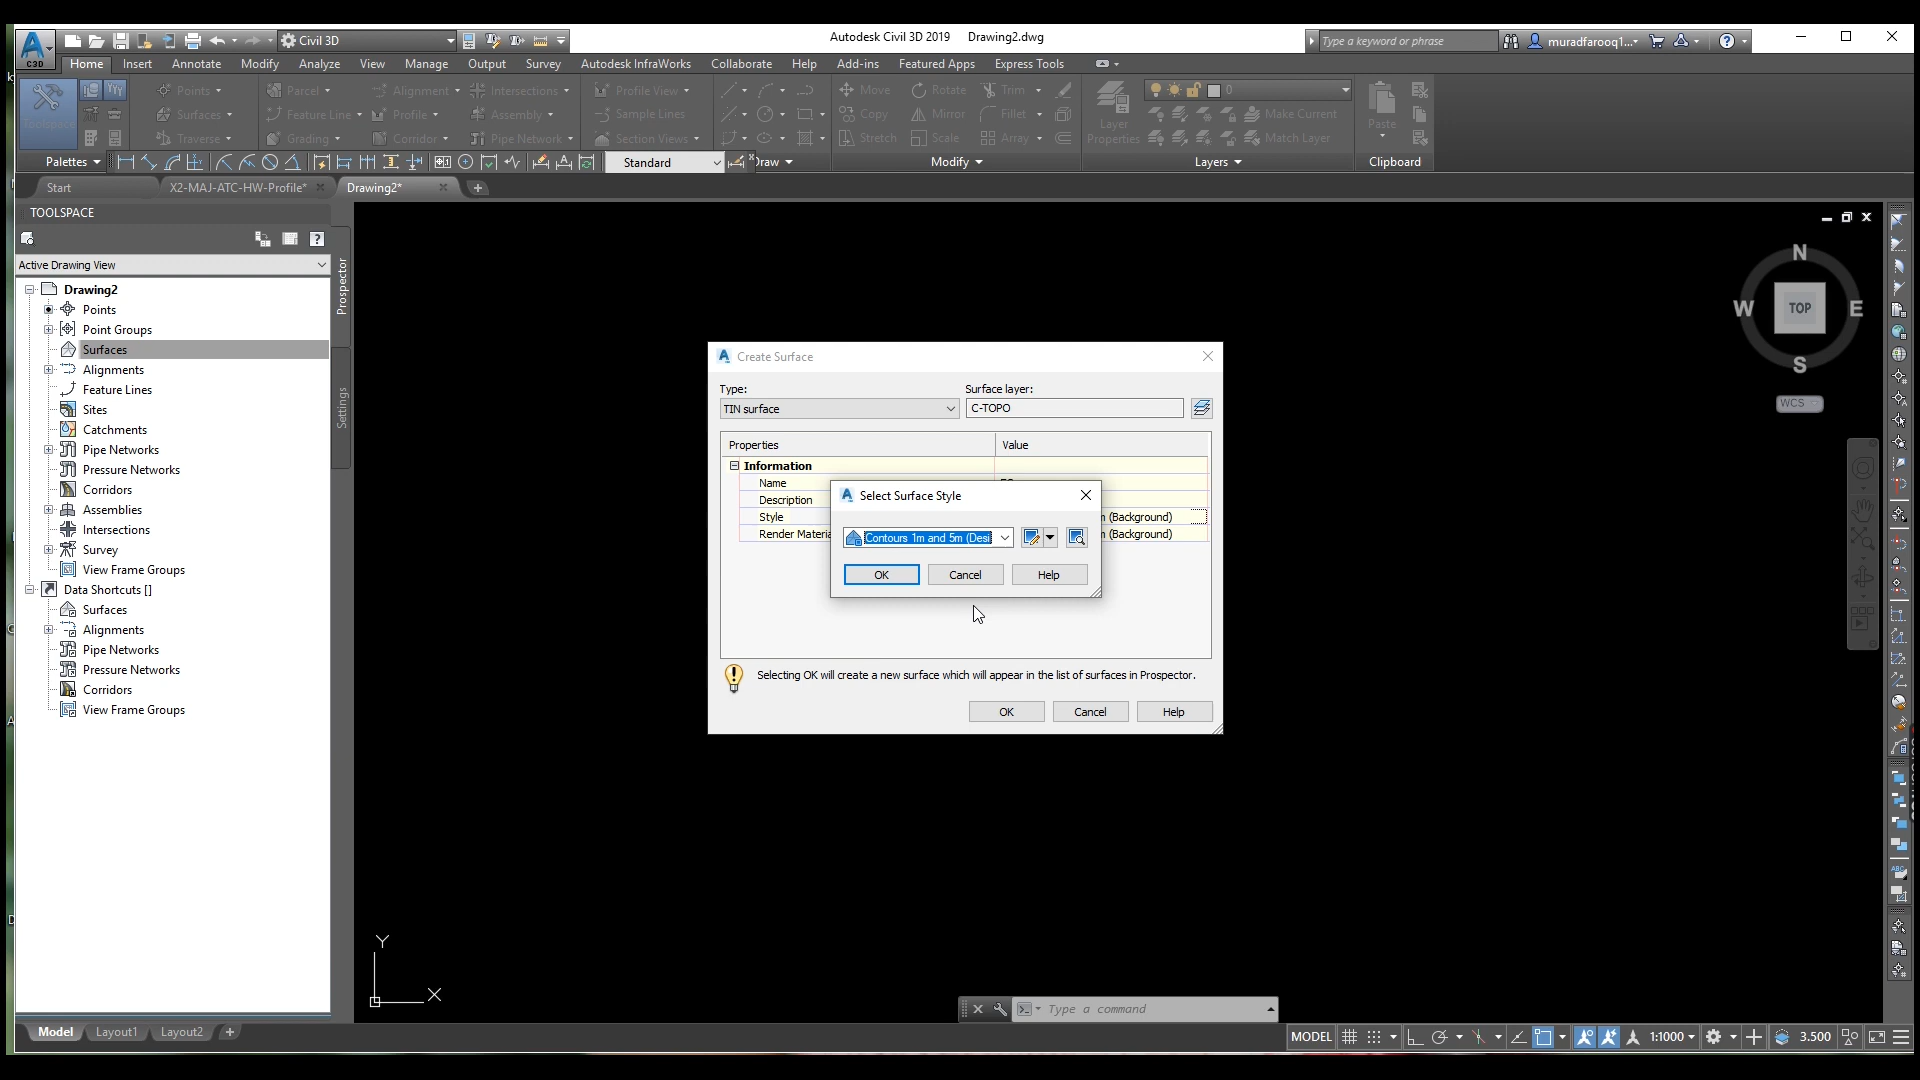 Civil 3D
Autodesk Civil 3D 2019 Drawing2.dwg
Type a keyword or phrase
muradfarooq1...
C3D
Home Insert Annotate Modify Analyze View Manage Output Survey Autodesk InfraWorks Collaborate Help Add-ins Featured Apps Express Tools
Toolspace
Points Parcel Alignment Intersections Profile View Move Rotate Trim 0
Surfaces Feature Line Profile Assembly Sample Lines Copy Mirror Fillet Make Current
Layer Properties Paste
Traverse Grading Corridor Pipe Network Section Views Stretch Scale Array Match Layer
Palettes Standard Draw Modify Layers Clipboard
Start X2-MAJ-ATC-HW-Profile* Drawing2*
TOOLSPACE
Active Drawing View
Prospector
Settings
Drawing2
Points
Point Groups
Surfaces
Alignments
Feature Lines
Sites
Catchments
Pipe Networks
Pressure Networks
Corridors
Assemblies
Intersections
Survey
View Frame Groups
Data Shortcuts []
Surfaces
Alignments
Pipe Networks
Pressure Networks
Corridors
View Frame Groups
N
W TOP E
S
WCS
Create Surface
Type: Surface layer:
TIN surface C-TOPO
Properties Value
Information
Name
Description
Style (Background)
Render Materia (Background)
Select Surface Style
Contours 1m and 5m (Desi
OK Cancel Help
Selecting OK will create a new surface which will appear in the list of surfaces in Prospector.
OK Cancel Help
Y
X
Type a command
Model Layout1 Layout2
MODEL 1:1000 3.500